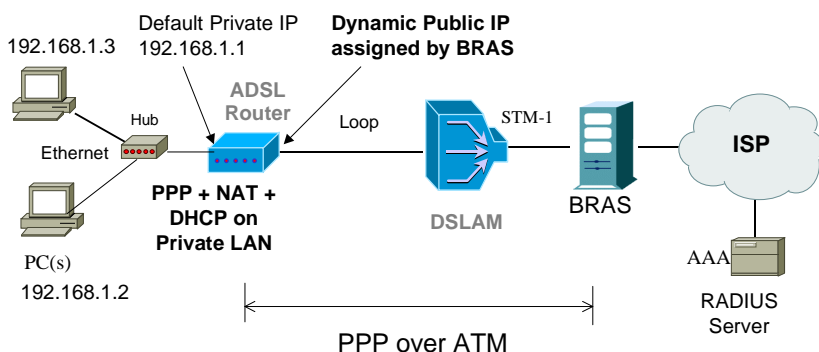 192.168.1.3
Default Private IP
192.168.1.1
Dynamic Public IP
assigned by BRAS
ADSL
Router
Hub
Ethernet
Loop
STM-1
ISP
PPP + NAT +
DHCP on
Private LAN
DSLAM
BRAS
PC(s)
192.168.1.2
AAA
RADIUS
Server
PPP over ATM